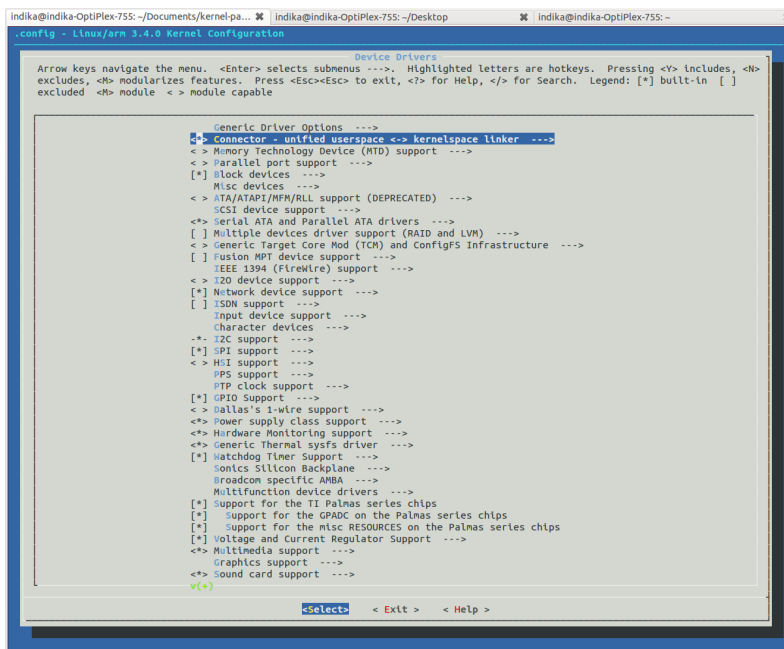 indika@indika-OptiPlex-755: ~/Documents/kernel-pa... ✖ indika@indika-OptiPlex-755: ~/Desktop ✖ indika@indika-OptiPlex-755: ~
.config - Linux/arm 3.4.0 Kernel Configuration
Device Drivers
Arrow keys navigate the menu. <Enter> selects submenus --->. Highlighted letters are hotkeys. Pressing <Y> includes, <N>
excludes, <M> modularizes features. Press <Esc><Esc> to exit, <?> for Help, </> for Search. Legend: [*] built-in [ ]
excluded <M> module < > module capable
Generic Driver Options --->
<*> Connector - unified userspace <-> kernelspace linker --->
< > Memory Technology Device (MTD) support --->
< > Parallel port support --->
[*] Block devices --->
Misc devices --->
< > ATA/ATAPI/MFM/RLL support (DEPRECATED) --->
SCSI device support --->
<*> Serial ATA and Parallel ATA drivers --->
[ ] Multiple devices driver support (RAID and LVM) --->
< > Generic Target Core Mod (TCM) and ConfigFS Infrastructure --->
[ ] Fusion MPT device support --->
IEEE 1394 (FireWire) support --->
< > I2O device support --->
[*] Network device support --->
[ ] ISDN support --->
Input device support --->
Character devices --->
-*- I2C support --->
[*] SPI support --->
< > HSI support --->
PPS support --->
PTP clock support --->
[*] GPIO Support --->
< > Dallas's 1-wire support --->
<*> Power supply class support --->
<*> Hardware Monitoring support --->
<*> Generic Thermal sysfs driver --->
[*] Watchdog Timer Support --->
Sonics Silicon Backplane --->
Broadcom specific AMBA --->
Multifunction device drivers --->
[*] Support for the TI Palmas series chips
[*] Support for the GPADC on the Palmas series chips
[*] Support for the misc RESOURCES on the Palmas series chips
[*] Voltage and Current Regulator Support --->
<*> Multimedia support --->
Graphics support --->
<*> Sound card support --->
v(+)
<Select> < Exit > < Help >